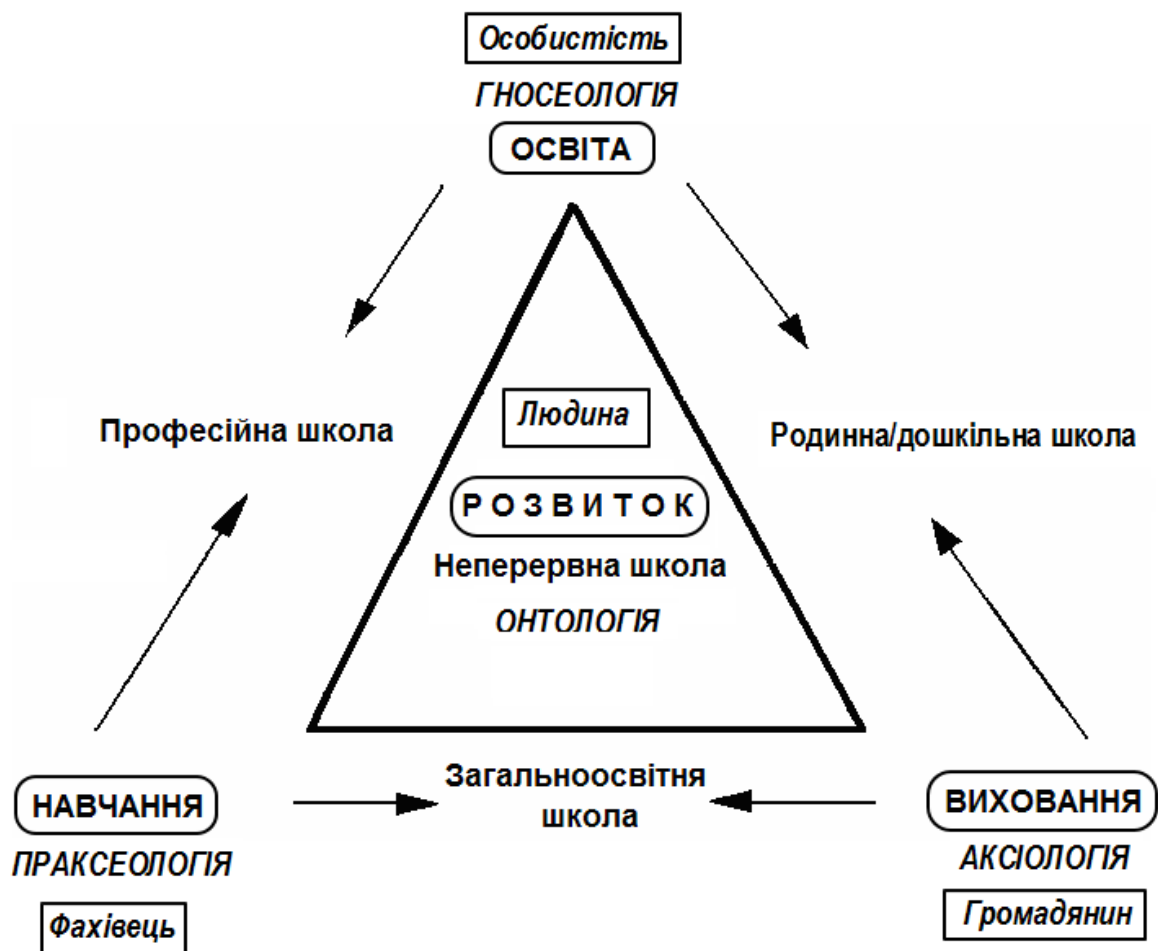 Особистість
ГНОСЕОЛОГІЯ
ОСВІТА
Професійна школа
Людина
Родинна/дошкільна школа
РОЗВИТОК
Неперервна школа
ОНТОЛОГІЯ
Загальноосвітня
школа
НАВЧАННЯ
ПРАКСЕОЛОГІЯ
Фахівець
ВИХОВАННЯ
АКСІОЛОГІЯ
Громадянин